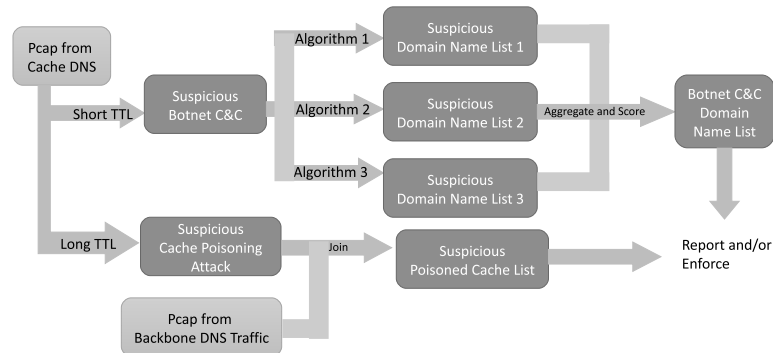 Pcap from
Cache DNS
Short TTL
Suspicious
Botnet C&C
Algorithm 1
Algorithm 2
Algorithm 3
Suspicious
Domain Name List 1
Suspicious
Domain Name List 2
Suspicious
Domain Name List 3
Aggregate and Score
Botnet C&C
Domain
Name List
Long TTL
Suspicious
Cache Poisoning
Attack
Join
Suspicious
Poisoned Cache List
Report and/or
Enforce
Pcap from
Backbone DNS Traffic